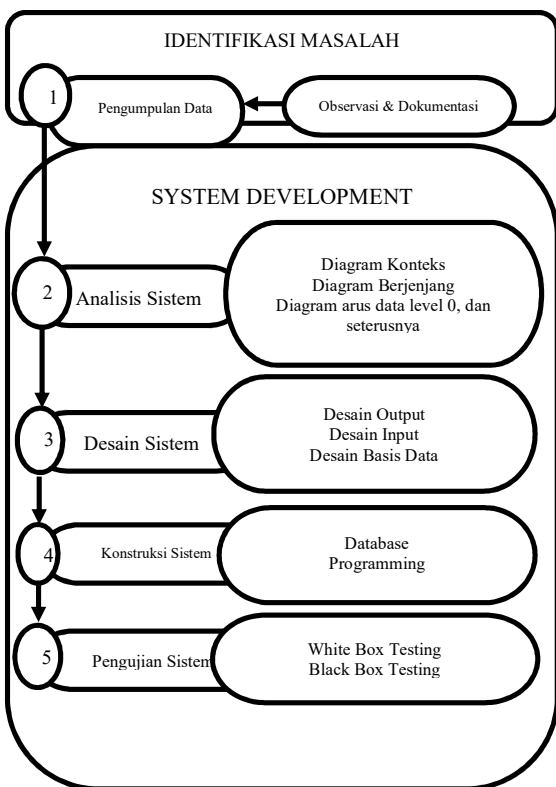 IDENTIFIKASI MASALAH
1
Pengumpulan Data
Observasi & Dokumentasi
SYSTEM DEVELOPMENT
2
Analisis Sistem
Diagram Konteks
Diagram Berjenjang
Diagram arus data level 0, dan
seterusnya
3
Desain Sistem
Desain Output
Desain Input
Desain Basis Data
4
Konstruksi Sistem
Database
Programming
5
Pengujian Sistem
White Box Testing
Black Box Testing